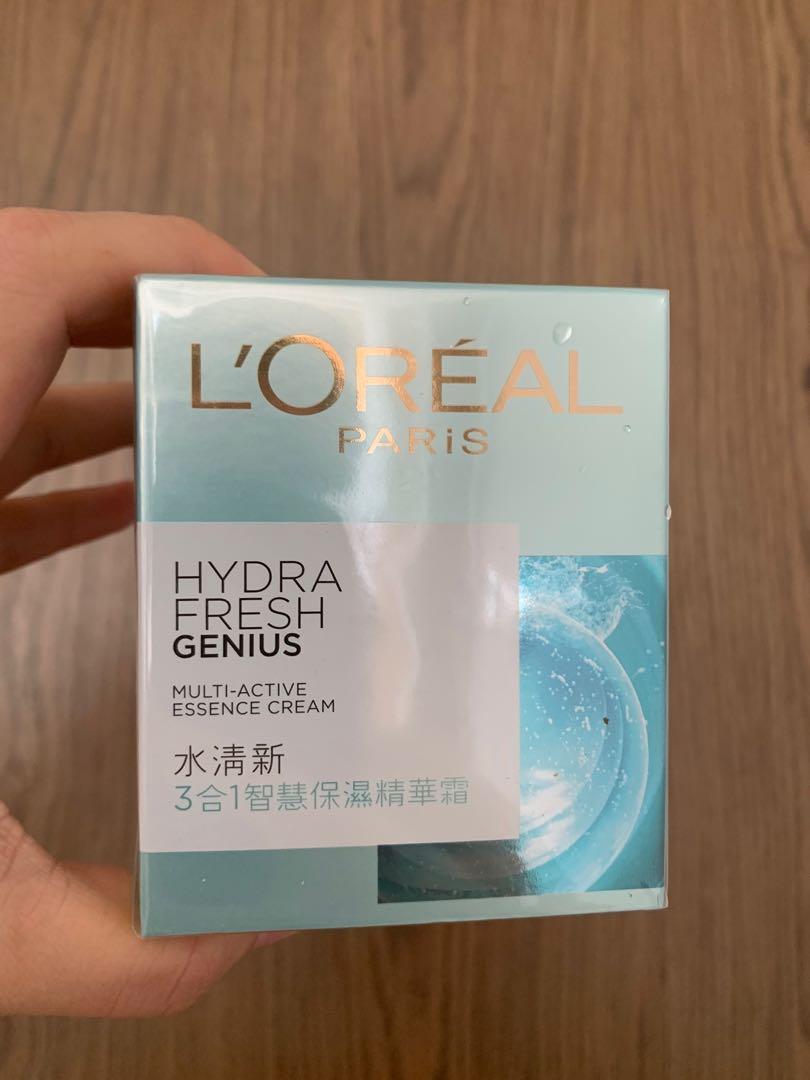 L'ORÉAL
PARiS
HYDRA
FRESH
GENIUS
MULTI-ACTIVE
ESSENCE CREAM
水清新
3合1智慧保濕精華霜